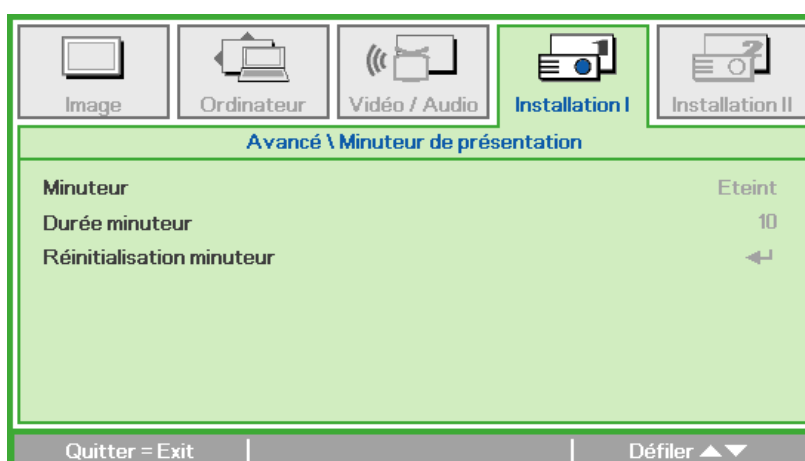 Image
Ordinateur
Vidéo / Audio
Installation I
Installation II
Avancé \ Minuteur de présentation
Minuteur Eteint
Durée minuteur 10
Réinitialisation minuteur
Quitter = Exit Défiler ▲▼